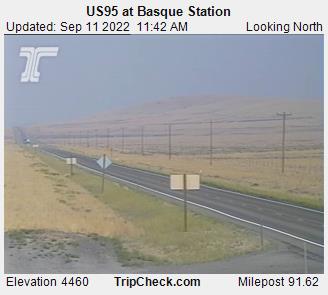 US95 at Basque Station
Updated: Sep 11 2022 11:42 AM Looking North
Elevation 4460 TripCheck.com Milepost 91.62